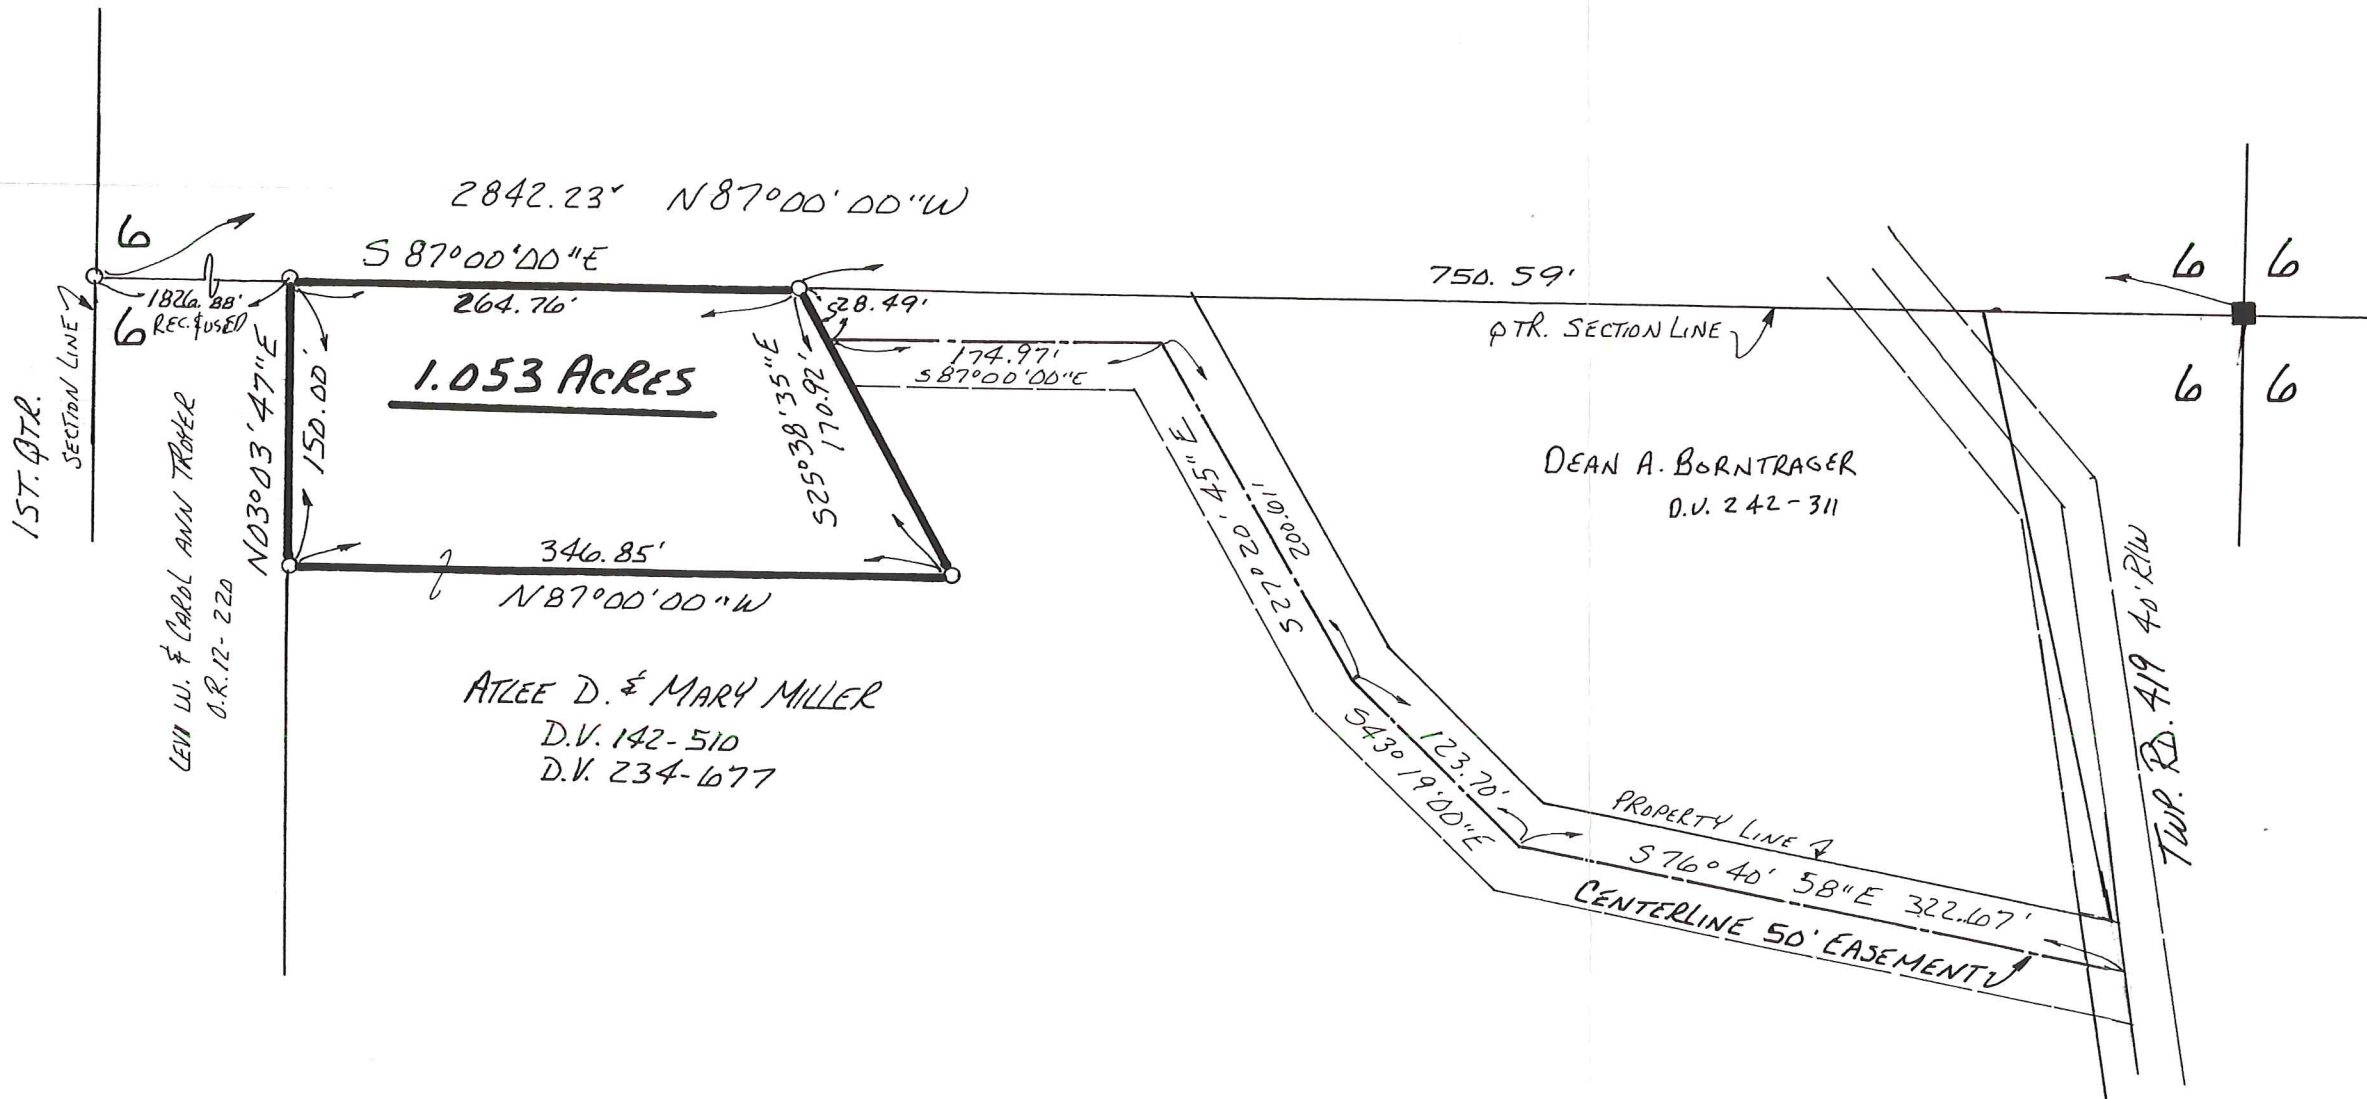 2842.23' N87°00'00"W
6
S 87°00'00"E
264.76'
1826.88'
REC. & USED
6
1ST. QTR.
SECTION LINE
LEVI W. & CAROL ANN TROYER
O.R. 12-220
N03°03'47"E
150.00'
1.053 ACRES
S25°38'35"E
170.92'
28.49'
174.97'
S87°00'00"E
346.85'
N87°00'00"W
ATLEE D. & MARY MILLER
D.V. 142-510
D.V. 234-677
750.59'
QTR. SECTION LINE
6 6
6 6
DEAN A. BORNTRAGER
D.V. 242-311
S27°20'45"E
200.61'
S43°19'00"E
123.70'
PROPERTY LINE
S76°40'58"E 322.67'
CENTERLINE 50' EASEMENT
TWP. RD. 419 40' R/W